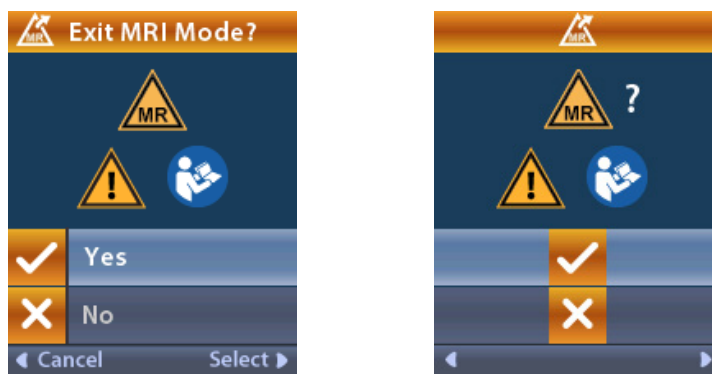 MR Exit MRI Mode?
MR
!
Yes
No
Cancel Select
MR
MR ?
!